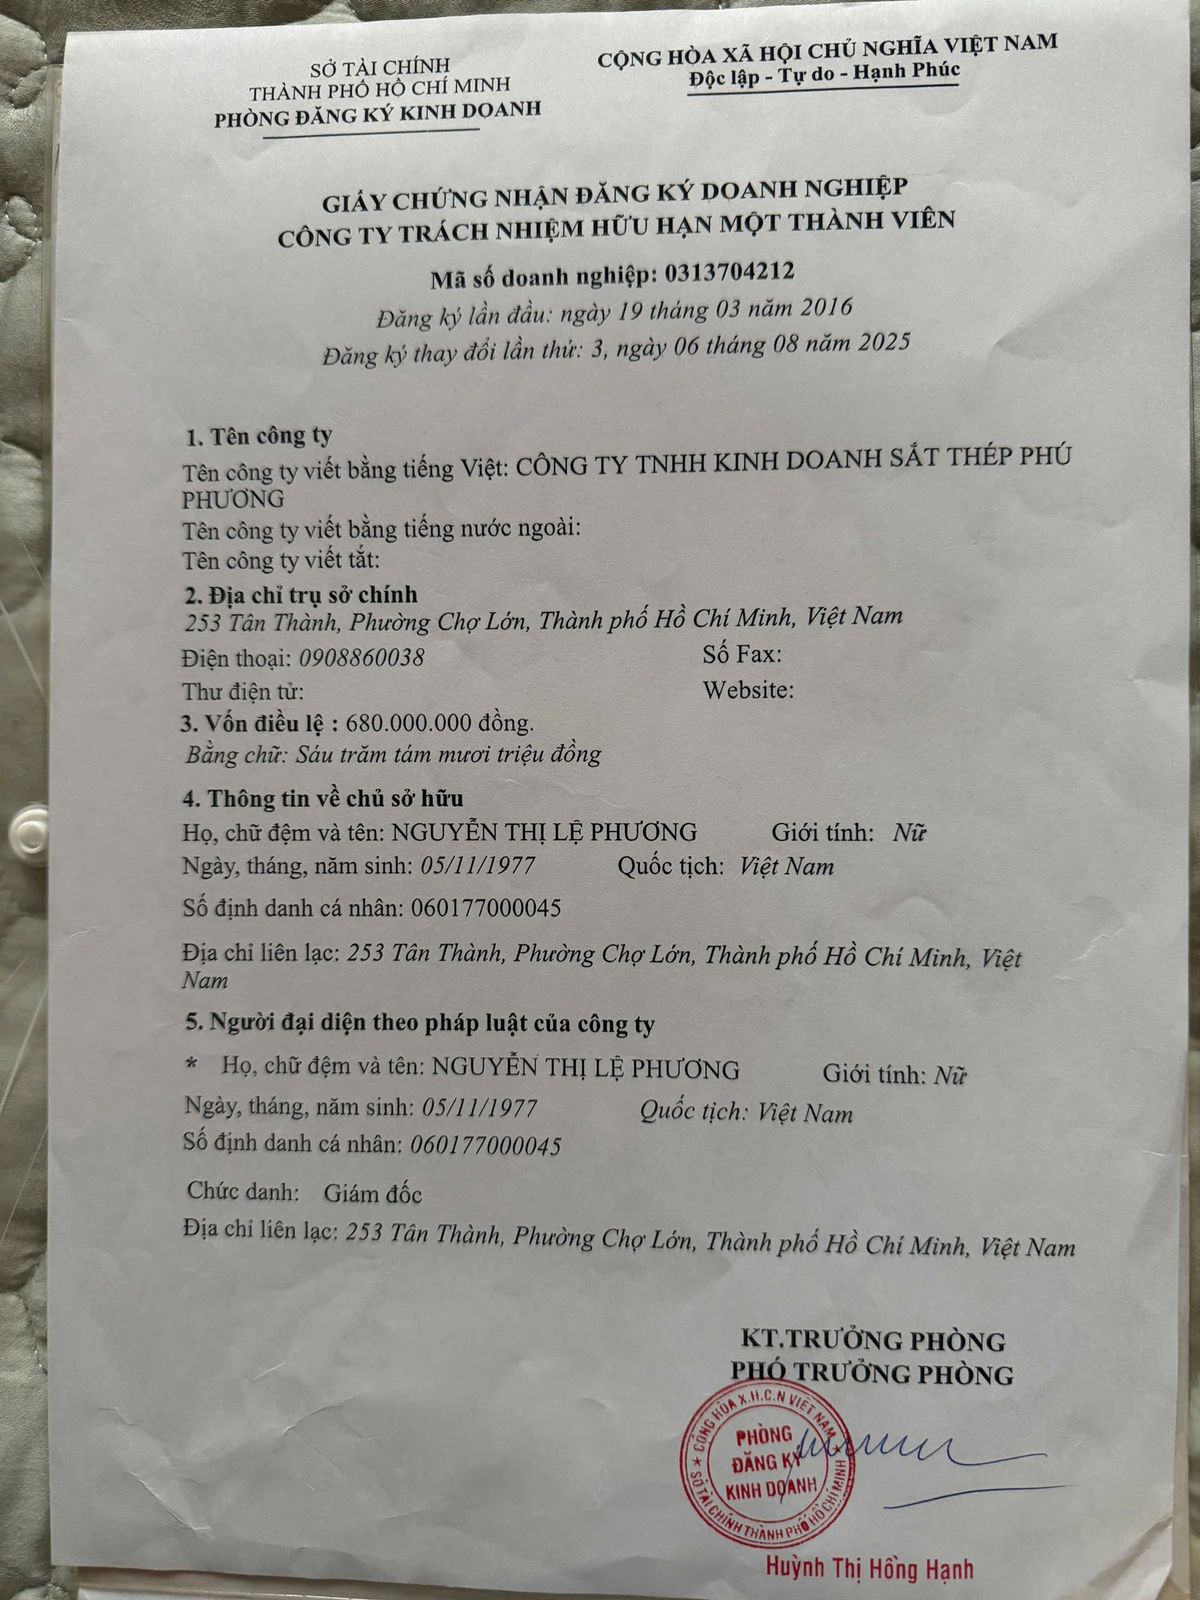 SỞ TÀI CHÍNH
THÀNH PHỐ HỒ CHÍ MINH
PHÒNG ĐĂNG KÝ KINH DOANH
CỘNG HÒA XÃ HỘI CHỦ NGHĨA VIỆT NAM
Độc lập - Tự do - Hạnh Phúc
GIẤY CHỨNG NHẬN ĐĂNG KÝ DOANH NGHIỆP
CÔNG TY TRÁCH NHIỆM HỮU HẠN MỘT THÀNH VIÊN
Mã số doanh nghiệp: 0313704212
Đăng ký lần đầu: ngày 19 tháng 03 năm 2016
Đăng ký thay đổi lần thứ: 3, ngày 06 tháng 08 năm 2025
1. Tên công ty
Tên công ty viết bằng tiếng Việt: CÔNG TY TNHH KINH DOANH SẮT THÉP PHÚ
PHƯƠNG
Tên công ty viết bằng tiếng nước ngoài:
Tên công ty viết tắt:
2. Địa chỉ trụ sở chính
253 Tân Thành, Phường Chợ Lớn, Thành phố Hồ Chí Minh, Việt Nam
Điện thoại: 0908860038 Số Fax:
Thư điện tử: Website:
3. Vốn điều lệ : 680.000.000 đồng.
Bằng chữ: Sáu trăm tám mươi triệu đồng
4. Thông tin về chủ sở hữu
Họ, chữ đệm và tên: NGUYỄN THỊ LỆ PHƯƠNG Giới tính: Nữ
Ngày, tháng, năm sinh: 05/11/1977 Quốc tịch: Việt Nam
Số định danh cá nhân: 060177000045
Địa chỉ liên lạc: 253 Tân Thành, Phường Chợ Lớn, Thành phố Hồ Chí Minh, Việt
Nam
5. Người đại diện theo pháp luật của công ty
* Họ, chữ đệm và tên: NGUYỄN THỊ LỆ PHƯƠNG Giới tính: Nữ
Ngày, tháng, năm sinh: 05/11/1977 Quốc tịch: Việt Nam
Số định danh cá nhân: 060177000045
Chức danh: Giám đốc
Địa chỉ liên lạc: 253 Tân Thành, Phường Chợ Lớn, Thành phố Hồ Chí Minh, Việt Nam
KT.TRƯỞNG PHÒNG
PHÓ TRƯỞNG PHÒNG
CỘNG HÒA X.H.C.N VIỆT NAM
PHÒNG
ĐĂNG KÝ
KINH DOANH
★ SỞ TÀI CHÍNH THÀNH PHỐ HỒ CHÍ MINH ★
Huỳnh Thị Hồng Hạnh